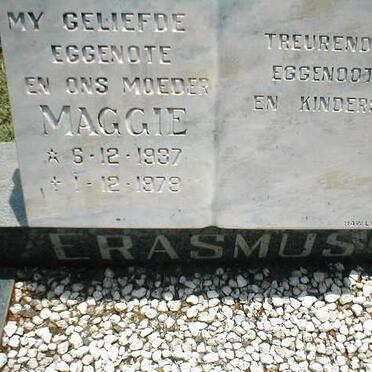 MY GELIEFDE
EGGENOTE
EN ONS MOEDER
MAGGIE
* 6-12-1937
† 1-12-1978
TREUREND
EGGENOOT
EN KINDERS
ERASMUS